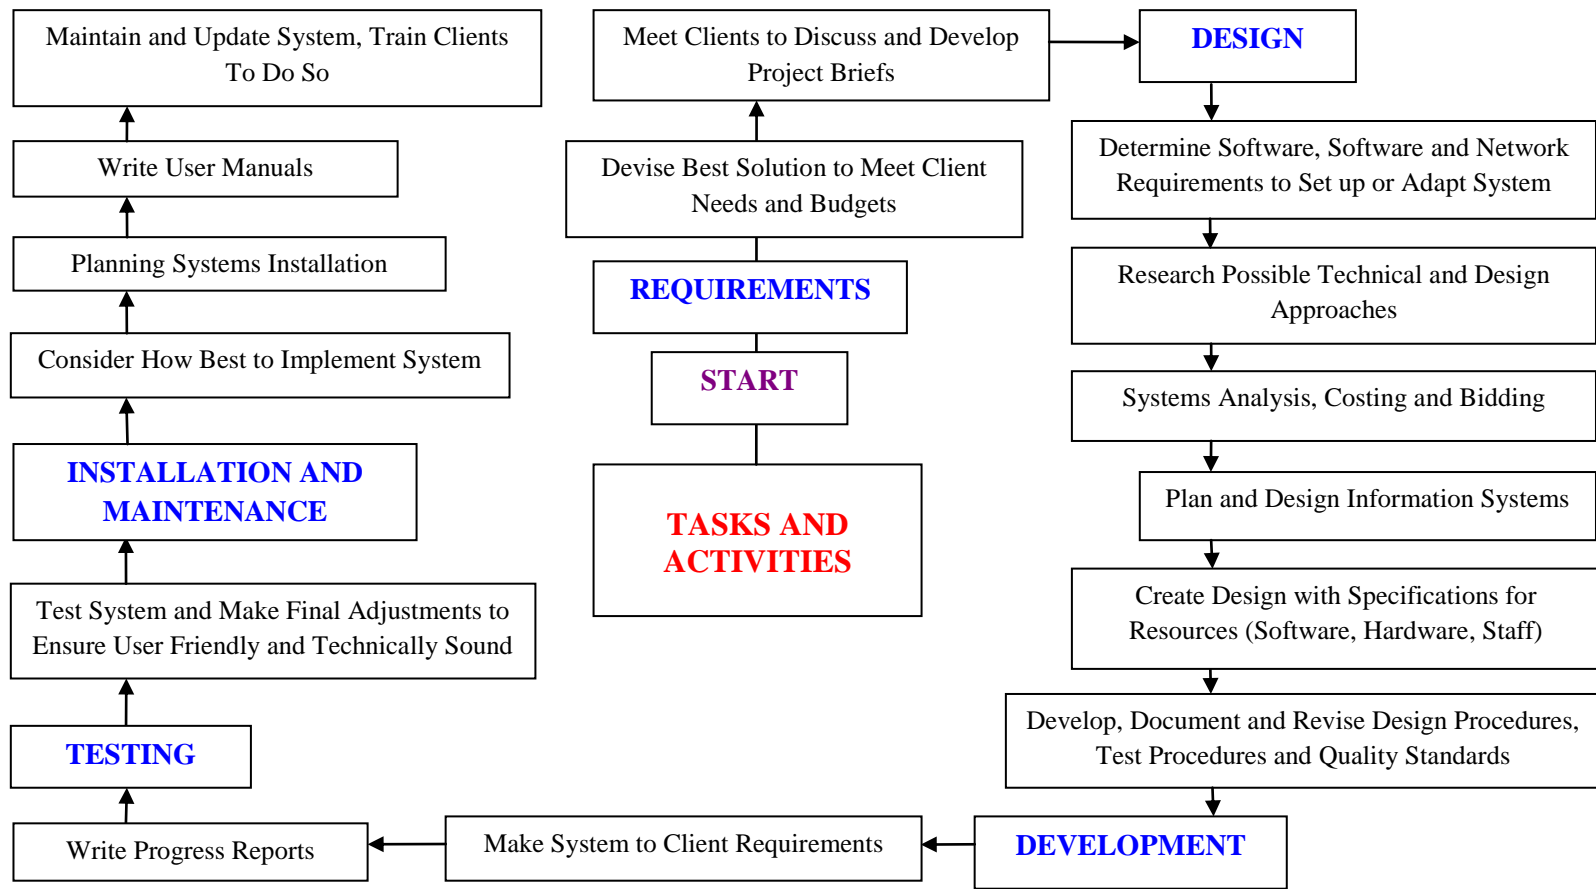 TASKS AND
ACTIVITIES
START
REQUIREMENTS
Devise Best Solution to Meet Client
Needs and Budgets
Meet Clients to Discuss and Develop
Project Briefs
DESIGN
Determine Software, Software and Network
Requirements to Set up or Adapt System
Research Possible Technical and Design
Approaches
Systems Analysis, Costing and Bidding
Plan and Design Information Systems
Create Design with Specifications for
Resources (Software, Hardware, Staff)
Develop, Document and Revise Design Procedures,
Test Procedures and Quality Standards
DEVELOPMENT
Make System to Client Requirements
Write Progress Reports
TESTING
Test System and Make Final Adjustments to
Ensure User Friendly and Technically Sound
INSTALLATION AND
MAINTENANCE
Consider How Best to Implement System
Planning Systems Installation
Write User Manuals
Maintain and Update System, Train Clients
To Do So